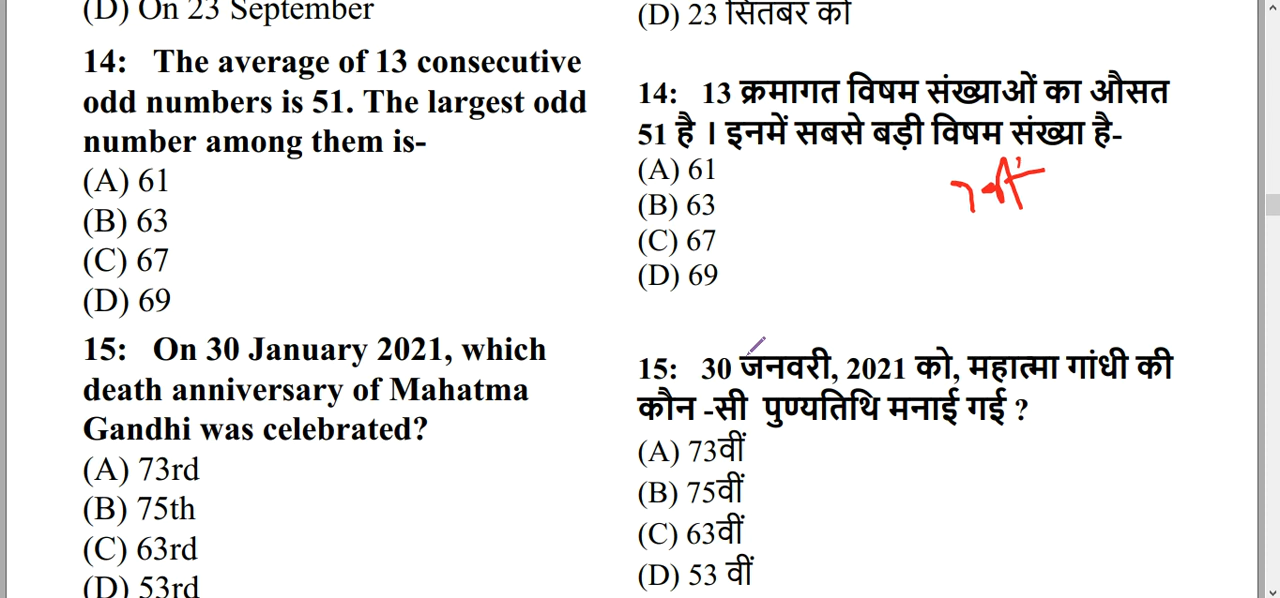 (D) On 23 September
14: The average of 13 consecutive
odd numbers is 51. The largest odd
number among them is-
(A) 61
(B) 63
(C) 67
(D) 69
15: On 30 January 2021, which
death anniversary of Mahatma
Gandhi was celebrated?
(A) 73rd
(B) 75th
(C) 63rd
(D) 53rd
(D) 23 सितंबर को
14: 13 क्रमागत विषम संख्याओं का औसत
51 है । इनमें सबसे बड़ी विषम संख्या है-
(A) 61
(B) 63
(C) 67
(D) 69
15: 30 जनवरी, 2021 को, महात्मा गांधी की
कौन -सी पुण्यतिथि मनाई गई ?
(A) 73वीं
(B) 75वीं
(C) 63वीं
(D) 53 वीं